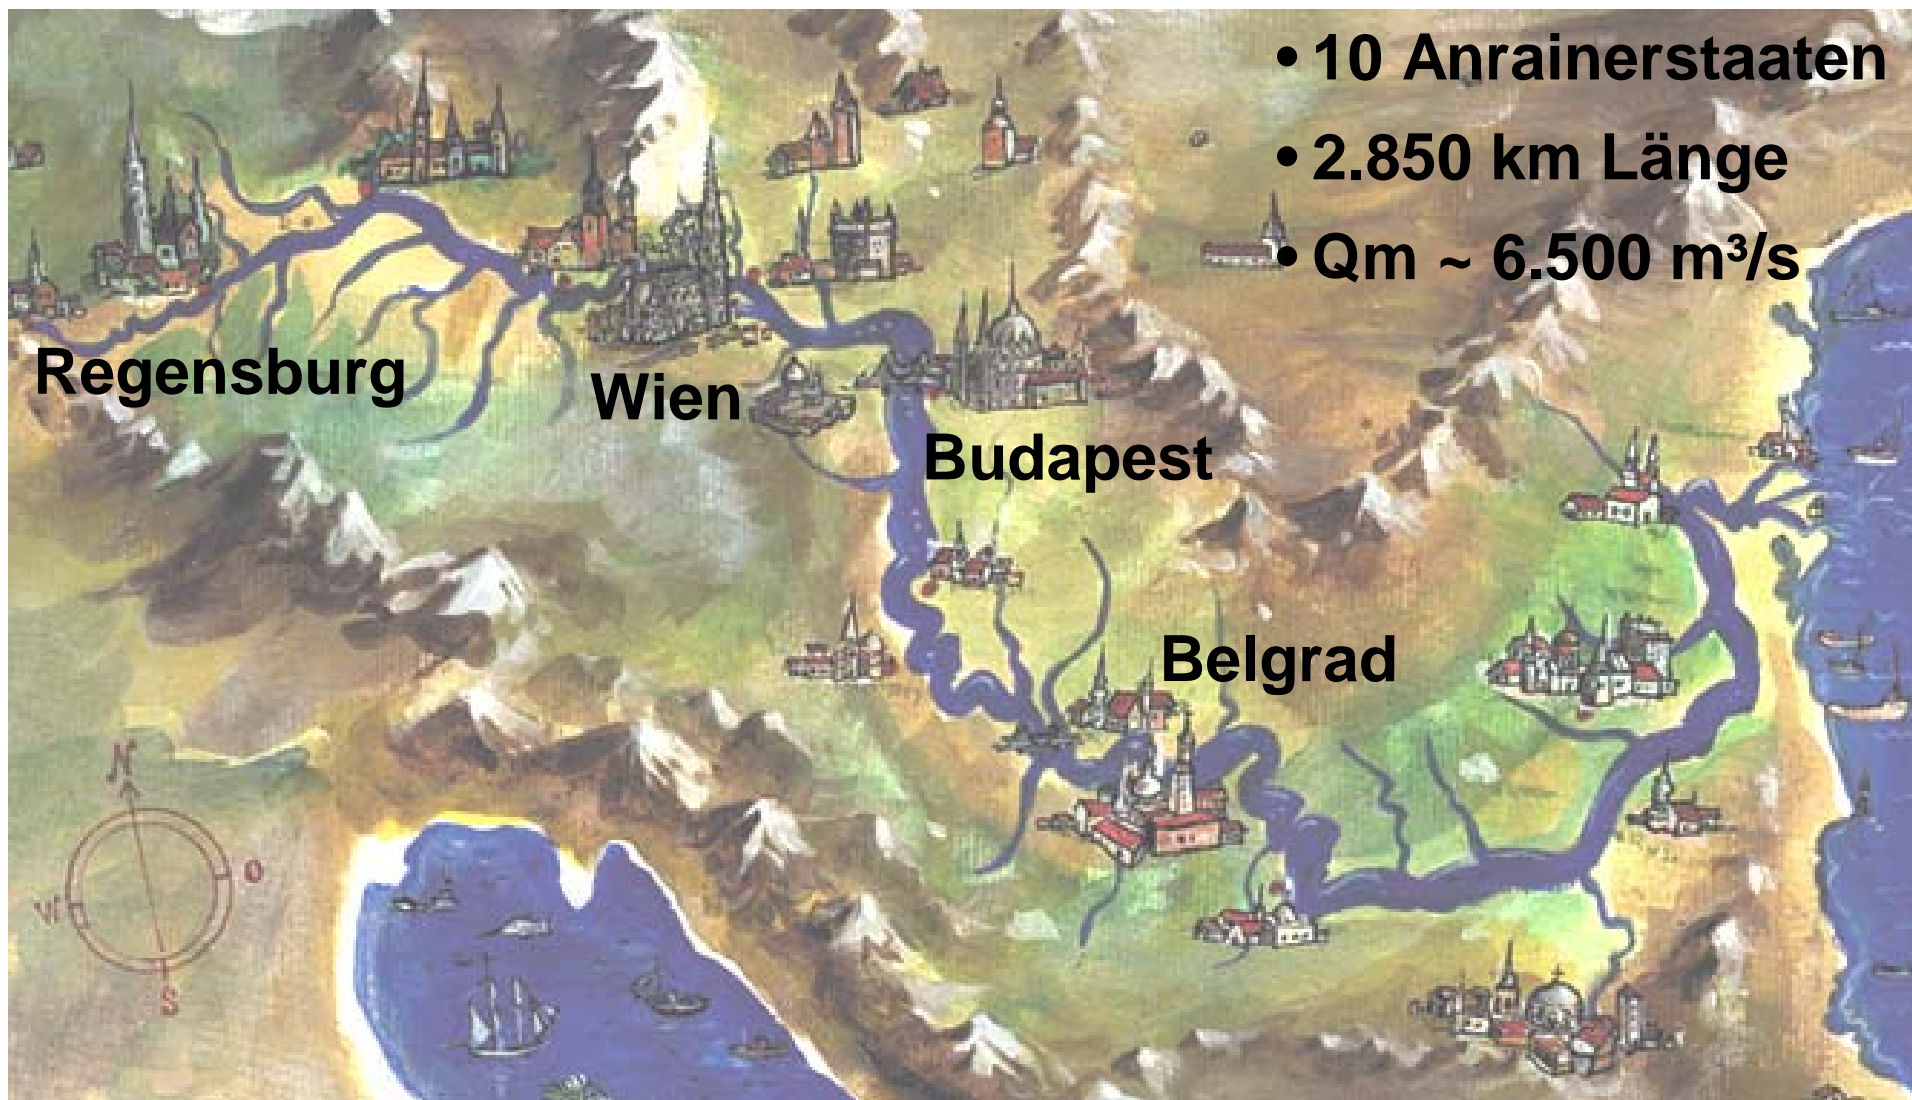 • 10 Anrainerstaaten
• 2.850 km Länge
• Qm ~ 6.500 m³/s
Regensburg
Wien
Budapest
Belgrad
N
O
W
S